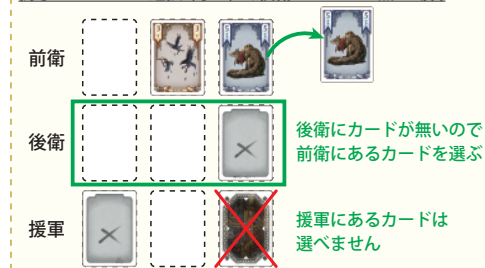 前衛
後衛
後衛にカードが無いので
前衛にあるカードを選ぶ
援軍
援軍にあるカードは
選べません